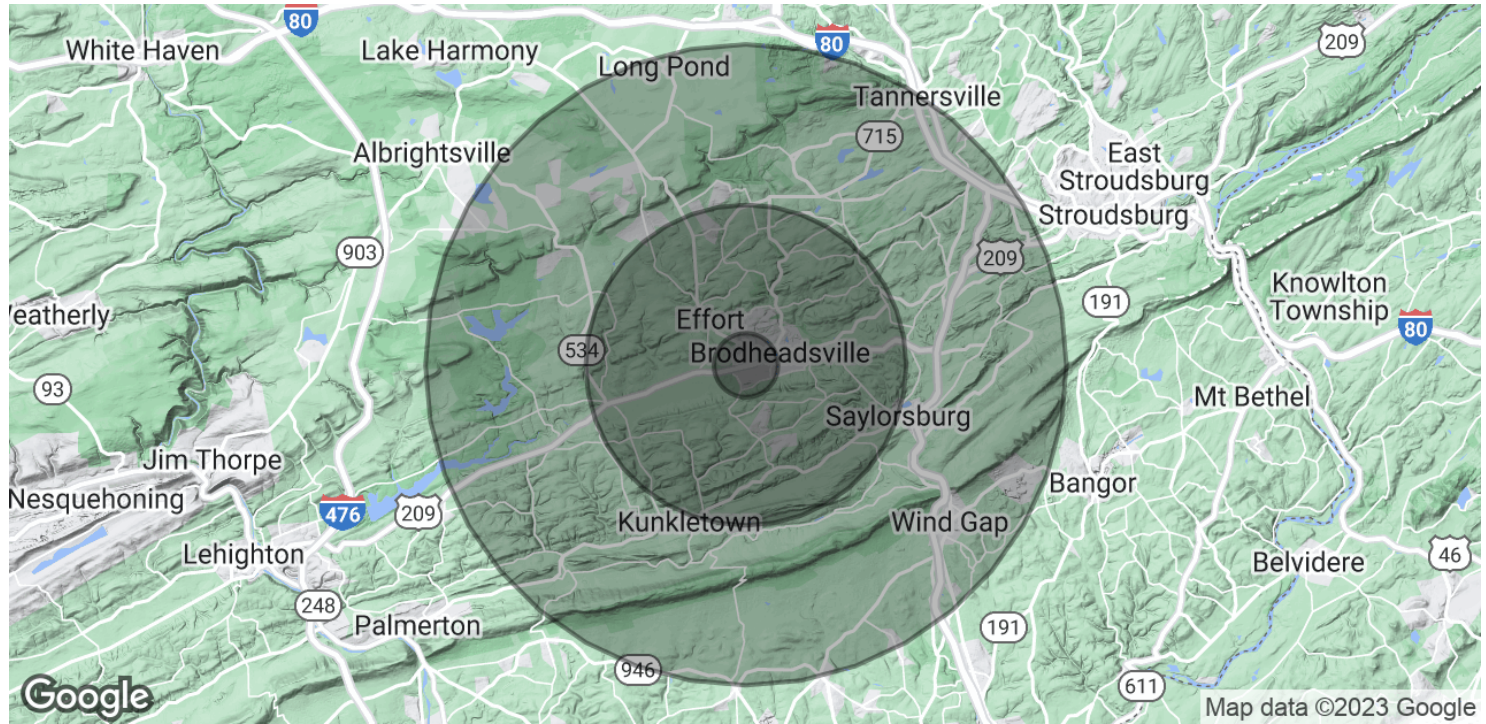 80
White Haven
Lake Harmony
80
209
Long Pond
Tannersville
715
Albrightsville
East
Stroudsburg
Stroudsburg
903
209
Knowlton
Township
191
eatherly
Effort
80
534
Brodheadsville
93
Mt Bethel
Saylorsburg
Jim Thorpe
Bangor
Nesquehoning
476
209
Kunkletown
Wind Gap
Lehighton
46
Belvidere
248
Palmerton
191
946
611
Google
Map data ©2023 Google